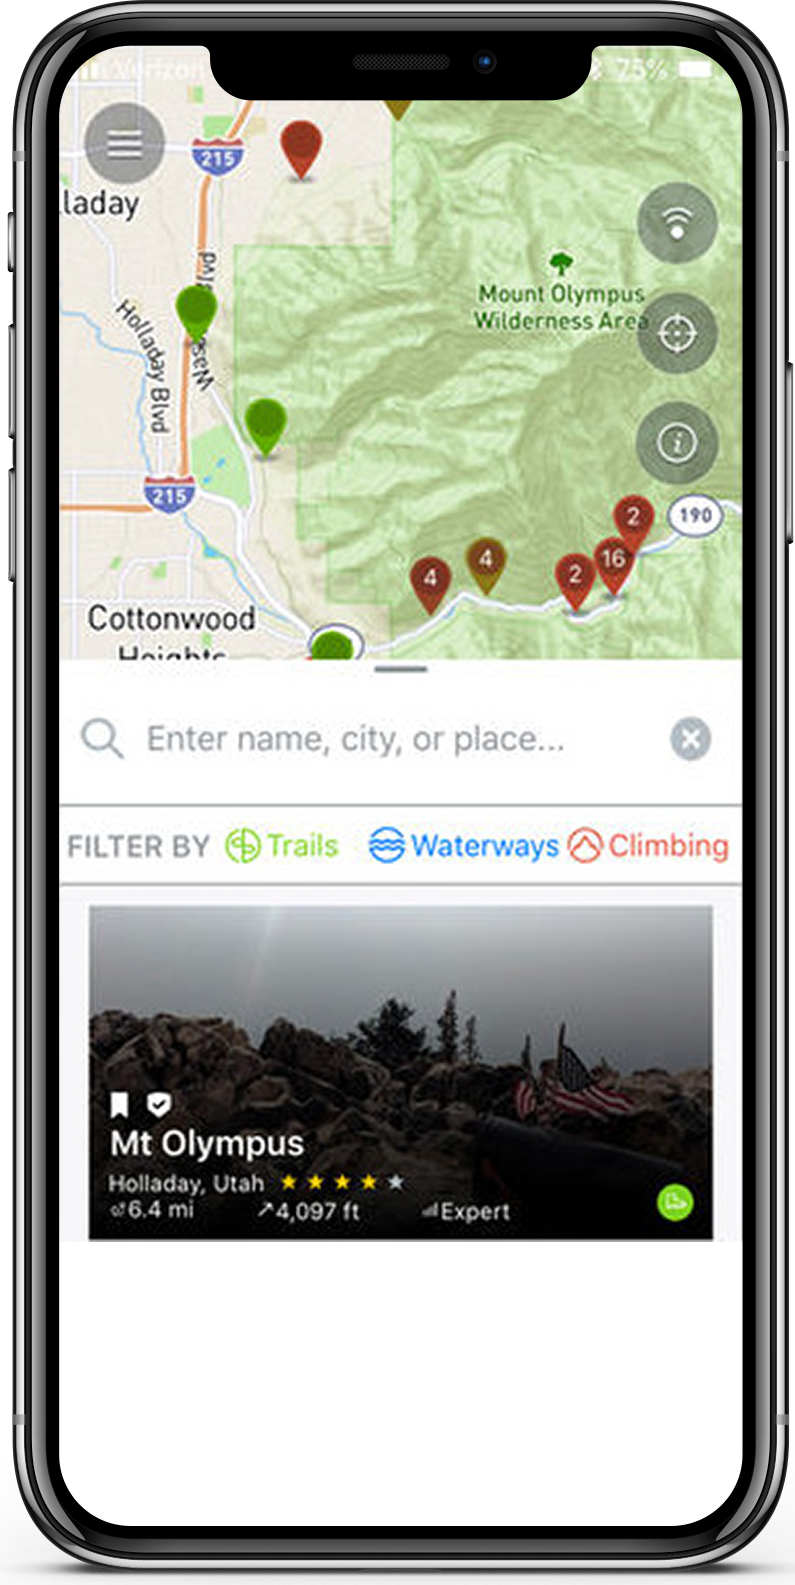 Verizon
75%
215
laday
Blvd
Holladay Blvd
Mount Olympus
Wilderness Area
215
190
2
4
4
2
16
Cottonwood
Heights
Enter name, city, or place...
FILTER BY Trails Waterways Climbing
Mt Olympus
Holladay, Utah
6.4 mi 4,097 ft Expert